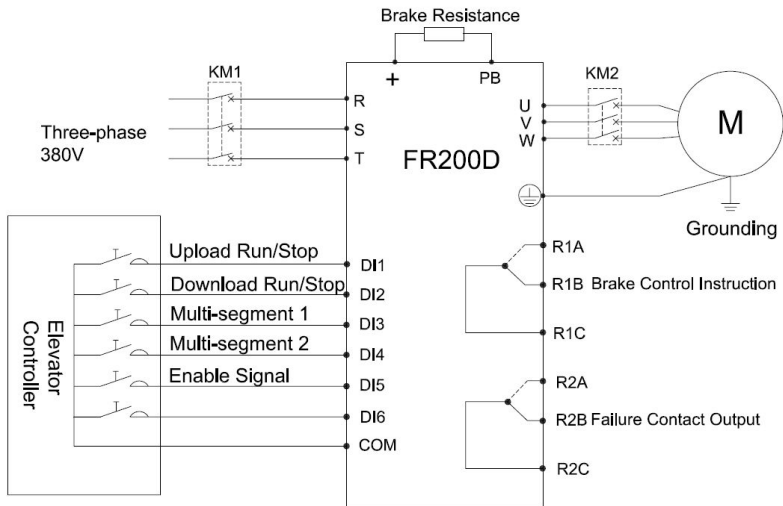 Brake Resistance
+ PB
KM1
KM2
R
S
T
Three-phase
380V
FR200D
U
V
W
M
Grounding
Upload Run/Stop
DI1
Download Run/Stop
DI2
Multi-segment 1
DI3
Multi-segment 2
DI4
Enable Signal
DI5
DI6
COM
Elevator
Controller
R1A
R1B Brake Control Instruction
R1C
R2A
R2B Failure Contact Output
R2C